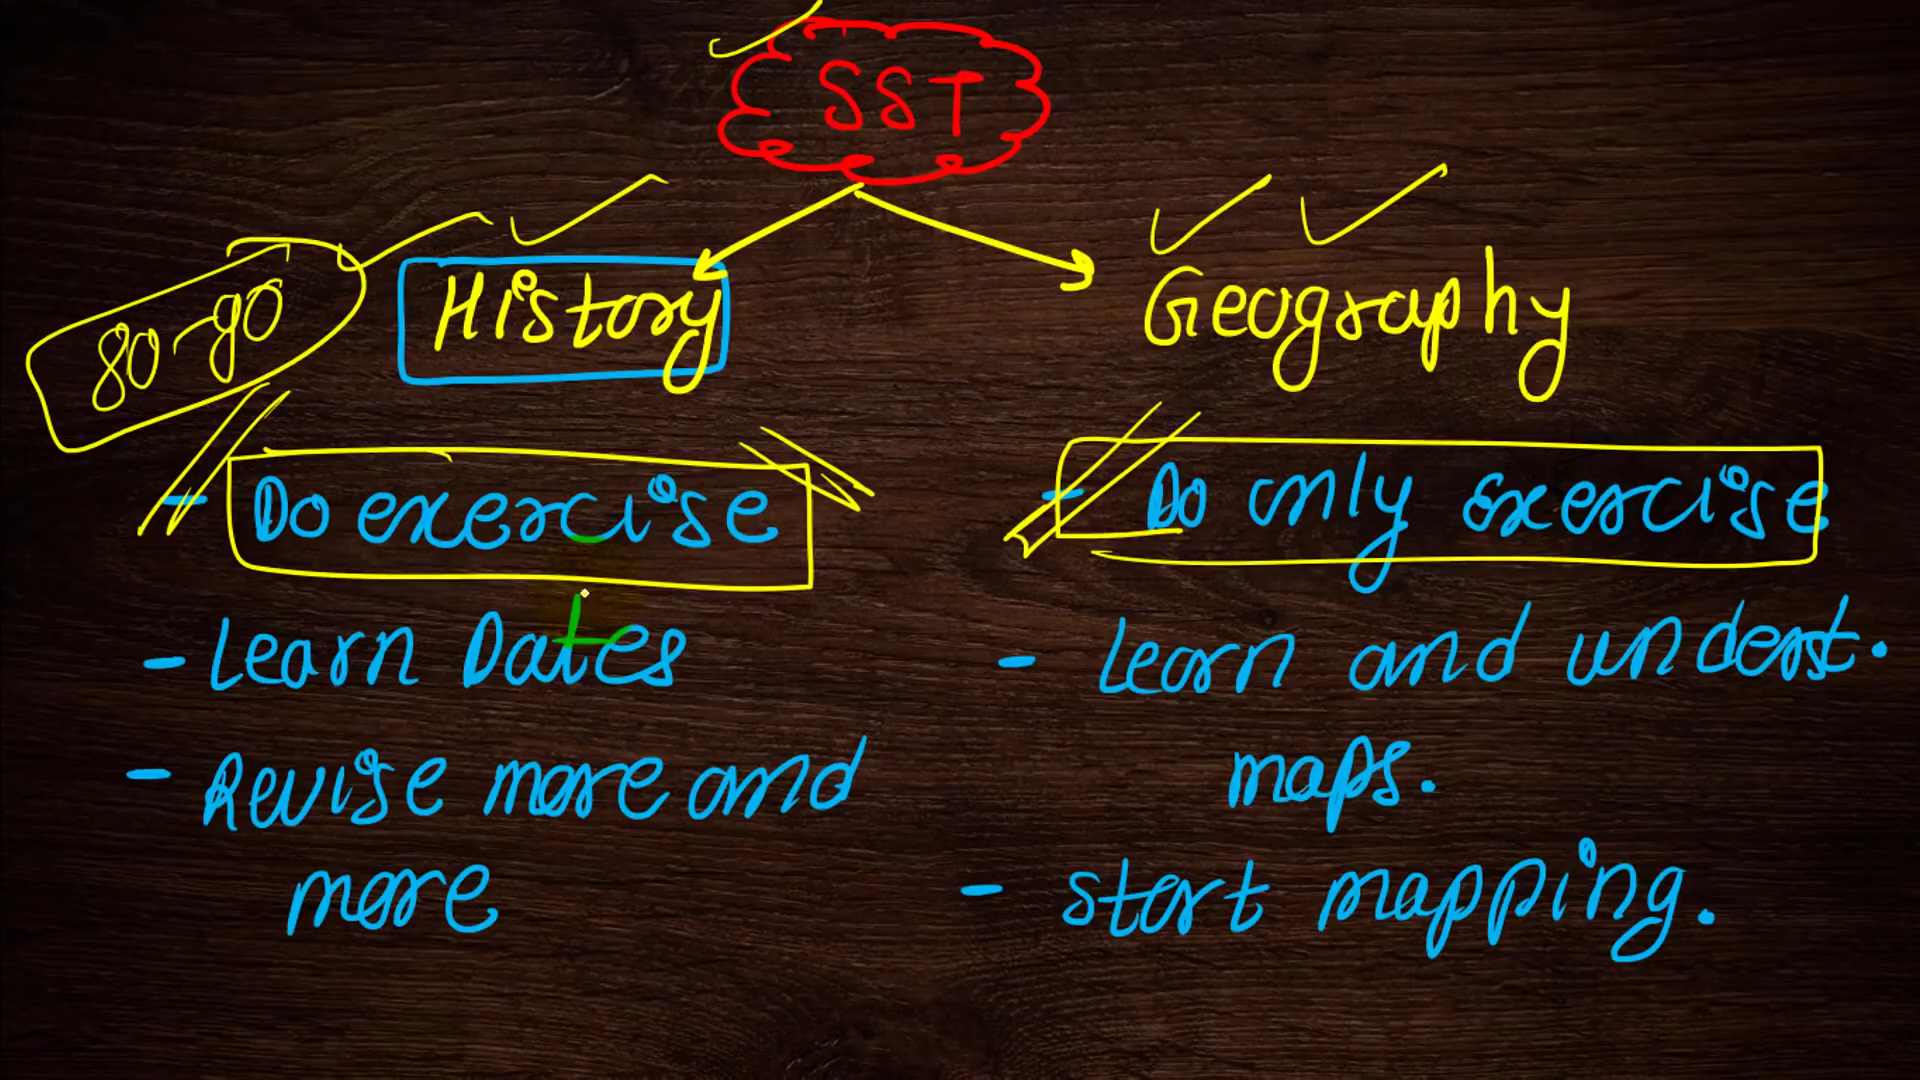 SST
History
Geography
80-90
- Do exercise
- Learn Dates
- Revise more and
more
- Do only exercise
- Learn and underst.
maps.
- start mapping.